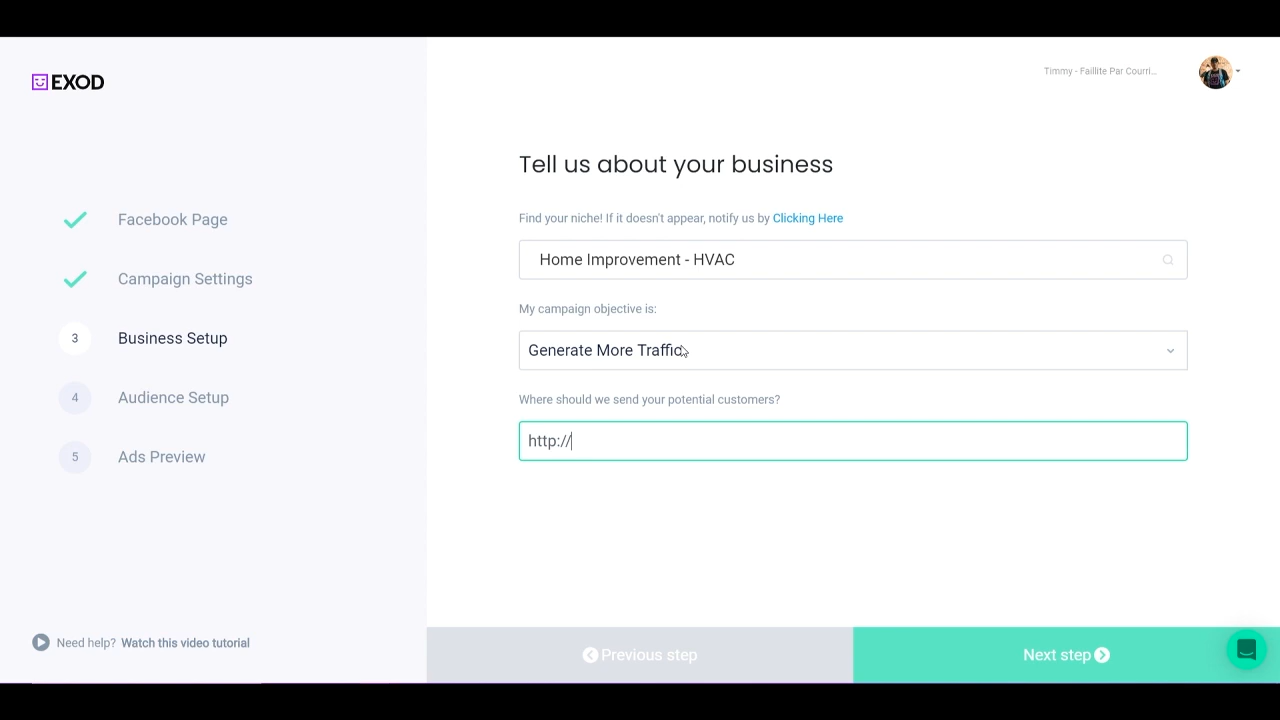 EXOD
Timmy - Faillite Par Courri...
Tell us about your business
Facebook Page
Find your niche! If it doesn't appear, notify us by Clicking Here
Home Improvement - HVAC
Campaign Settings
My campaign objective is:
3 Business Setup
Generate More Traffic
4 Audience Setup
Where should we send your potential customers?
http://
5 Ads Preview
Need help? Watch this video tutorial
Previous step
Next step